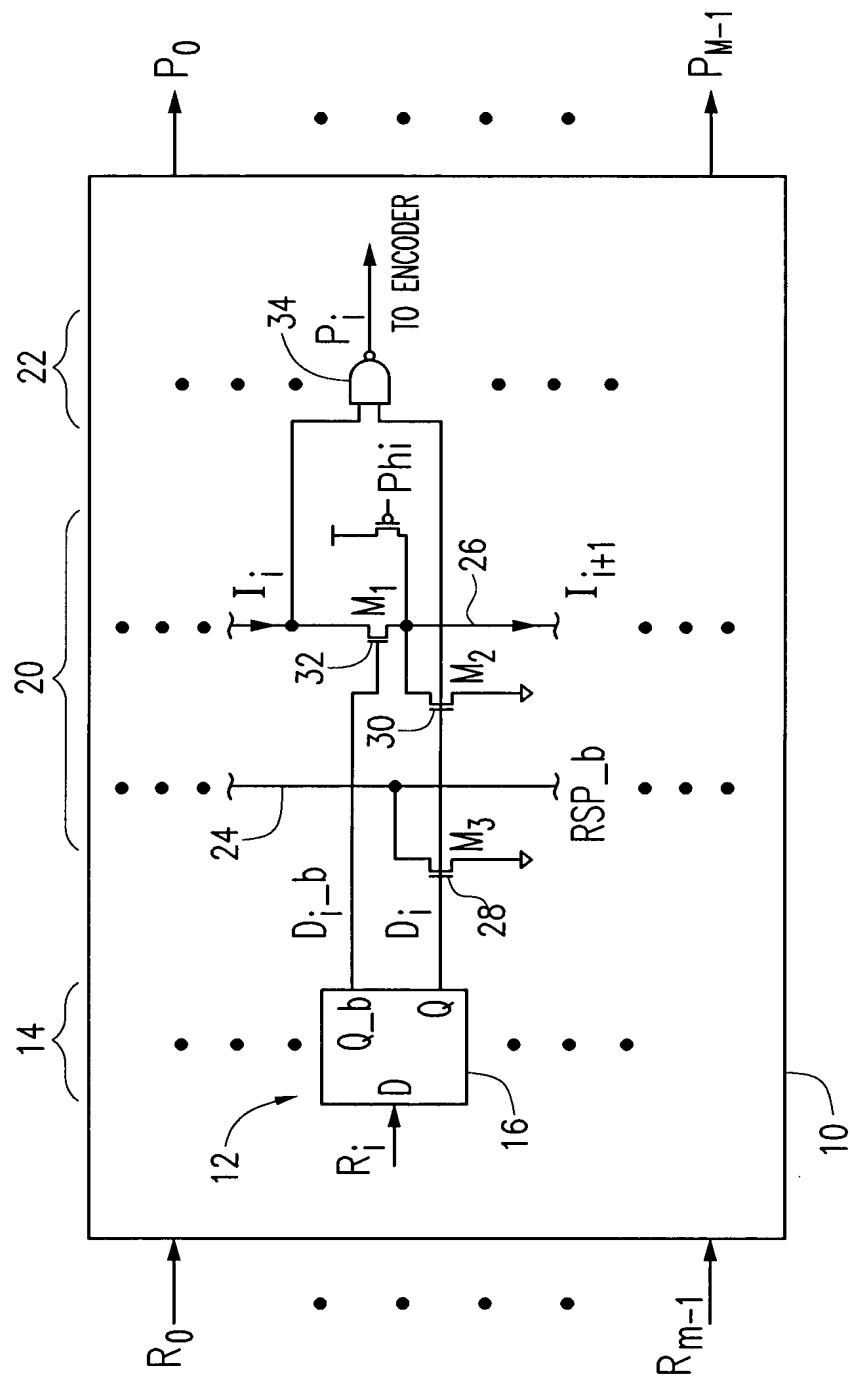 14
20
22
R₀
P₀
12
Rᵢ
D
Q_b
Q
16
Dᵢ_b
Dᵢ
24
28
M₃
RSP_b
30
M₂
32
M₁
Iᵢ
26
Iᵢ₊₁
Phi
34
Pᵢ
TO ENCODER
Rₘ₋₁
P_M-1
10